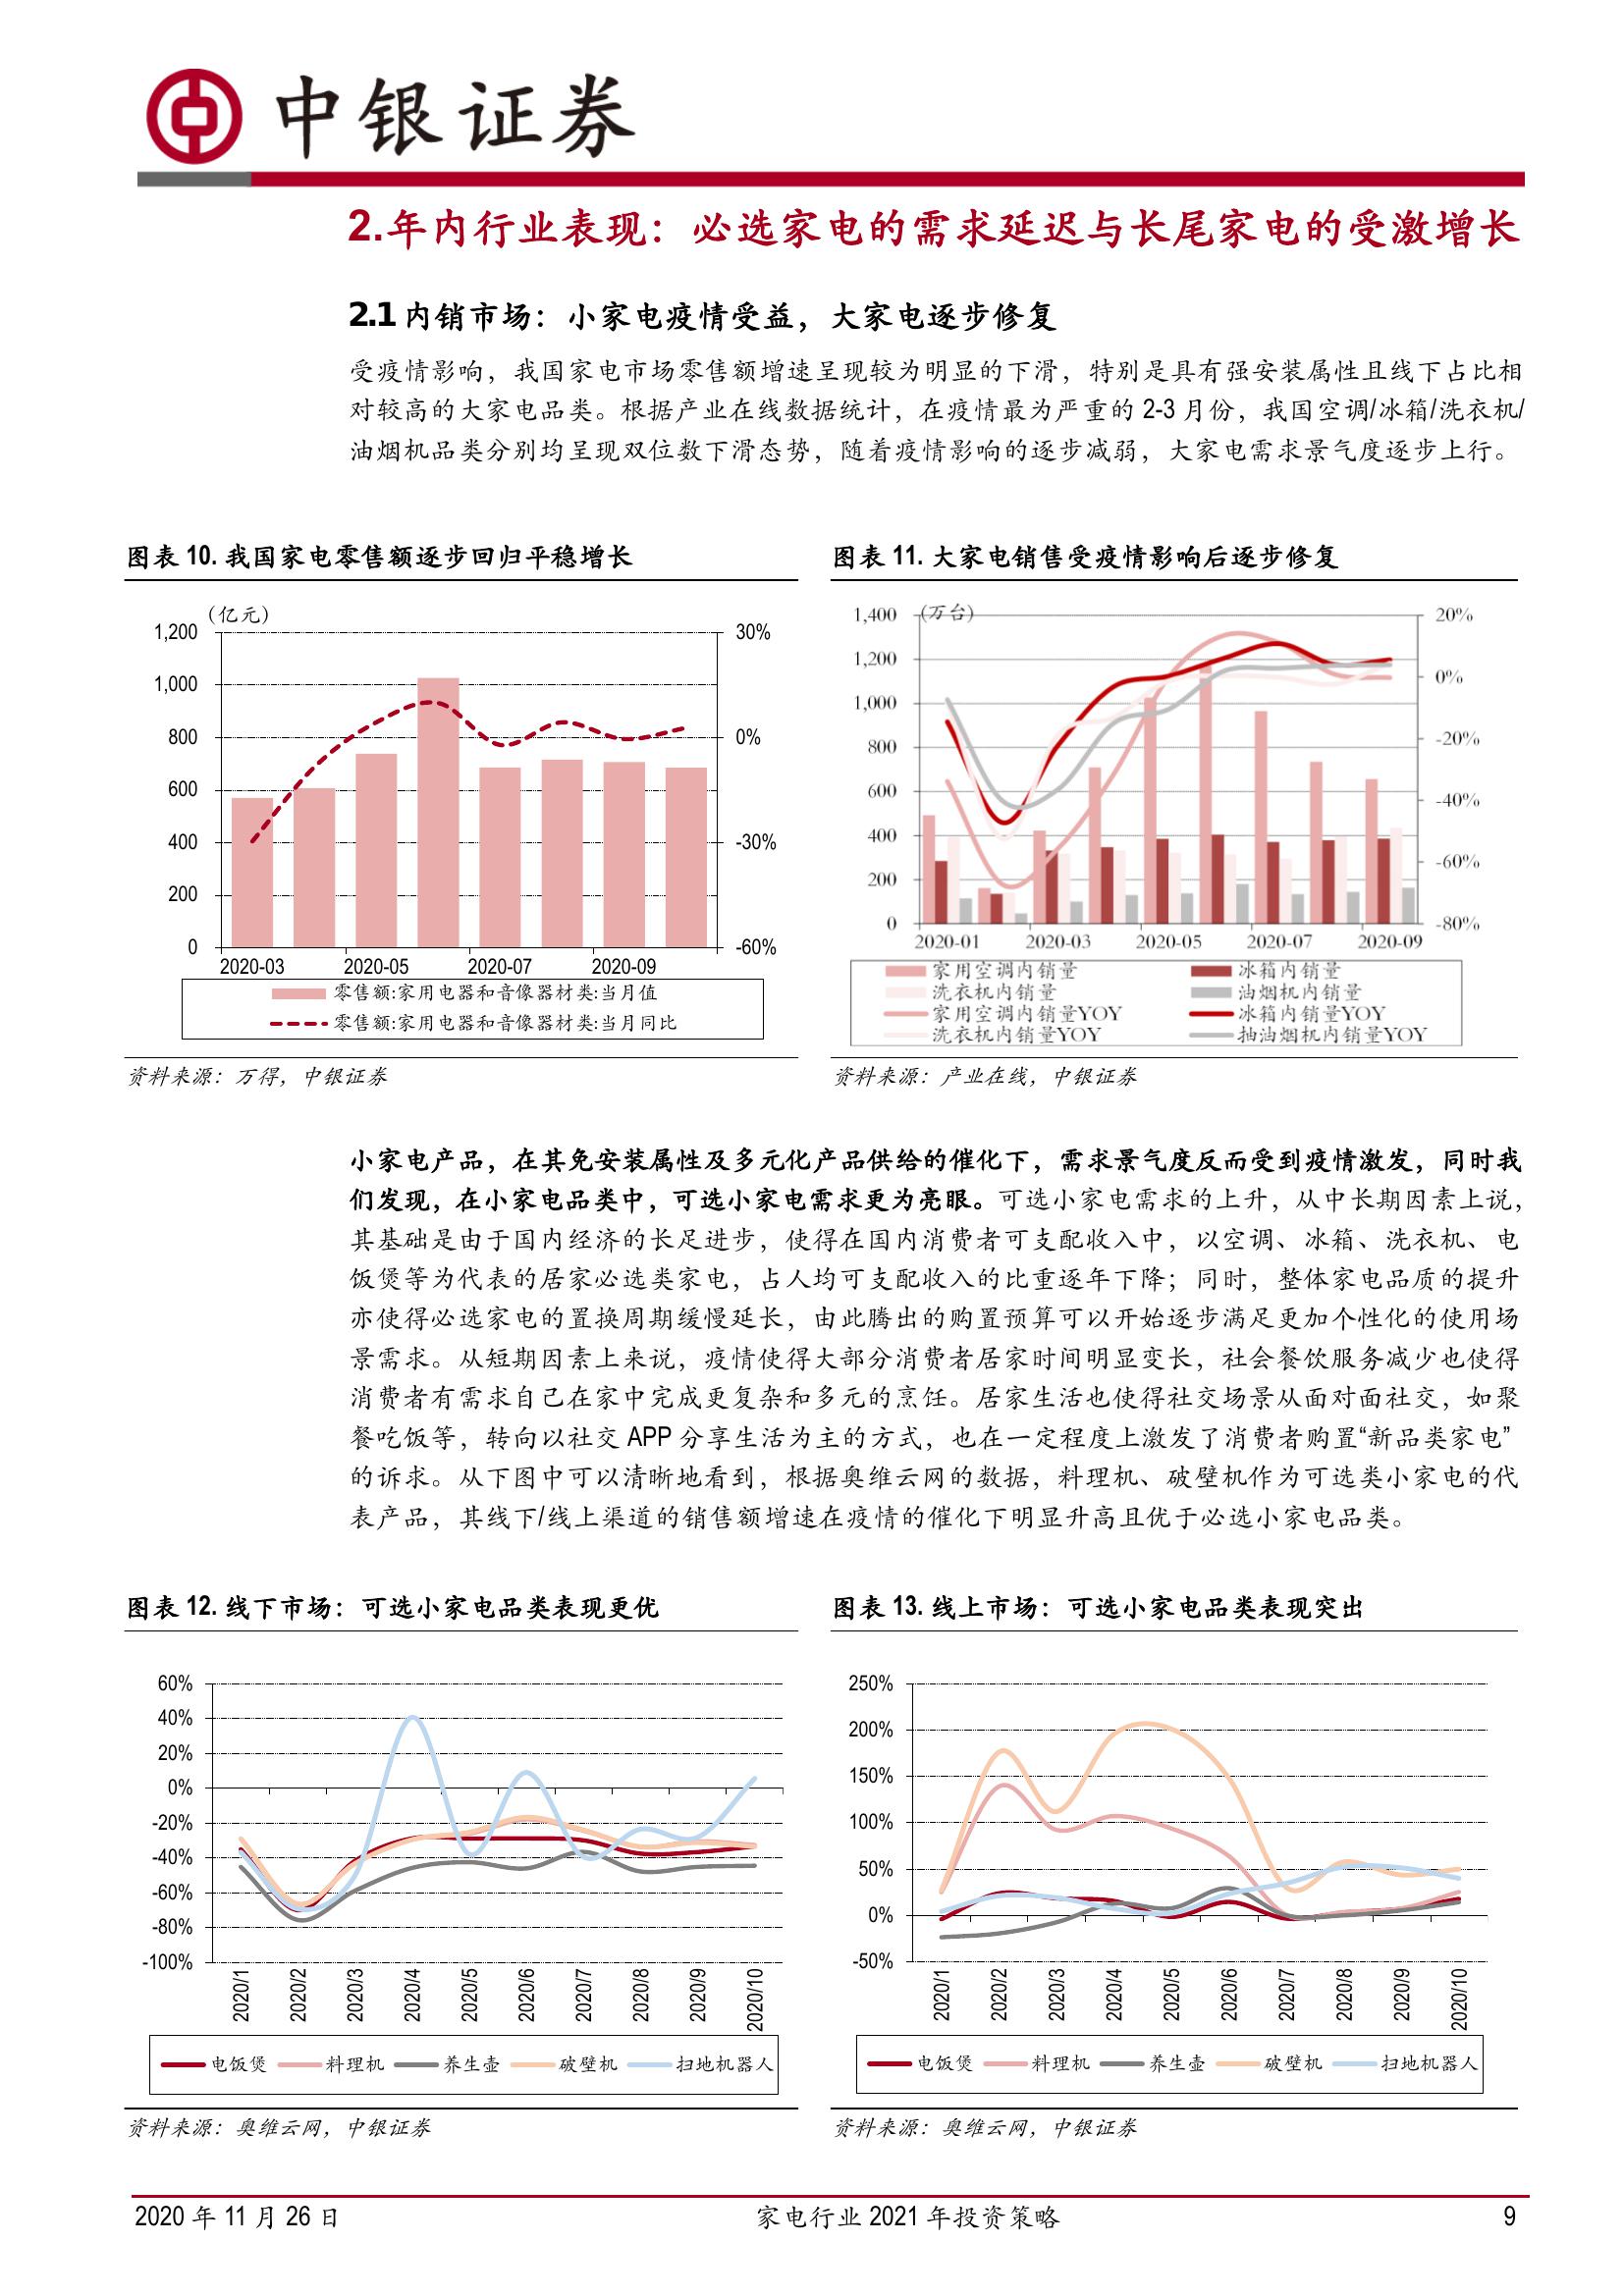 中银证券
2.年内行业表现：必选家电的需求延迟与长尾家电的受激增长
2.1 内销市场：小家电疫情受益，大家电逐步修复
受疫情影响，我国家电市场零售额增速呈现较为明显的下滑，特别是具有强安装属性且线下占比相
对较高的大家电品类。根据产业在线数据统计，在疫情最为严重的 2-3 月份，我国空调/冰箱/洗衣机/
油烟机品类分别均呈现双位数下滑态势，随着疫情影响的逐步减弱，大家电需求景气度逐步上行。
图表 10. 我国家电零售额逐步回归平稳增长
（亿元）
1,200
1,000
800
600
400
200
0
30%
0%
-30%
-60%
2020-03
2020-05
2020-07
2020-09
零售额:家用电器和音像器材类:当月值
零售额:家用电器和音像器材类:当月同比
资料来源：万得，中银证券
图表 11. 大家电销售受疫情影响后逐步修复
(万台)
1,400
1,200
1,000
800
600
400
200
0
20%
0%
-20%
-40%
-60%
-80%
2020-01
2020-03
2020-05
2020-07
2020-09
家用空调内销量
冰箱内销量
洗衣机内销量
油烟机内销量
家用空调内销量YOY
冰箱内销量YOY
洗衣机内销量YOY
抽油烟机内销量YOY
资料来源：产业在线，中银证券
小家电产品，在其免安装属性及多元化产品供给的催化下，需求景气度反而受到疫情激发，同时我
们发现，在小家电品类中，可选小家电需求更为亮眼。可选小家电需求的上升，从中长期因素上说，
其基础是由于国内经济的长足进步，使得在国内消费者可支配收入中，以空调、冰箱、洗衣机、电
饭煲等为代表的居家必选类家电，占人均可支配收入的比重逐年下降；同时，整体家电品质的提升
亦使得必选家电的置换周期缓慢延长，由此腾出的购置预算可以开始逐步满足更加个性化的使用场
景需求。从短期因素上来说，疫情使得大部分消费者居家时间明显变长，社会餐饮服务减少也使得
消费者有需求自己在家中完成更复杂和多元的烹饪。居家生活也使得社交场景从面对面社交，如聚
餐吃饭等，转向以社交 APP 分享生活为主的方式，也在一定程度上激发了消费者购置“新品类家电”
的诉求。从下图中可以清晰地看到，根据奥维云网的数据，料理机、破壁机作为可选类小家电的代
表产品，其线下/线上渠道的销售额增速在疫情的催化下明显升高且优于必选小家电品类。
图表 12. 线下市场：可选小家电品类表现更优
60%
40%
20%
0%
-20%
-40%
-60%
-80%
-100%
2020/1
2020/2
2020/3
2020/4
2020/5
2020/6
2020/7
2020/8
2020/9
2020/10
电饭煲
料理机
养生壶
破壁机
扫地机器人
资料来源：奥维云网，中银证券
图表 13. 线上市场：可选小家电品类表现突出
250%
200%
150%
100%
50%
0%
-50%
2020/1
2020/2
2020/3
2020/4
2020/5
2020/6
2020/7
2020/8
2020/9
2020/10
电饭煲
料理机
养生壶
破壁机
扫地机器人
资料来源：奥维云网，中银证券
2020 年 11 月 26 日
家电行业 2021 年投资策略
9